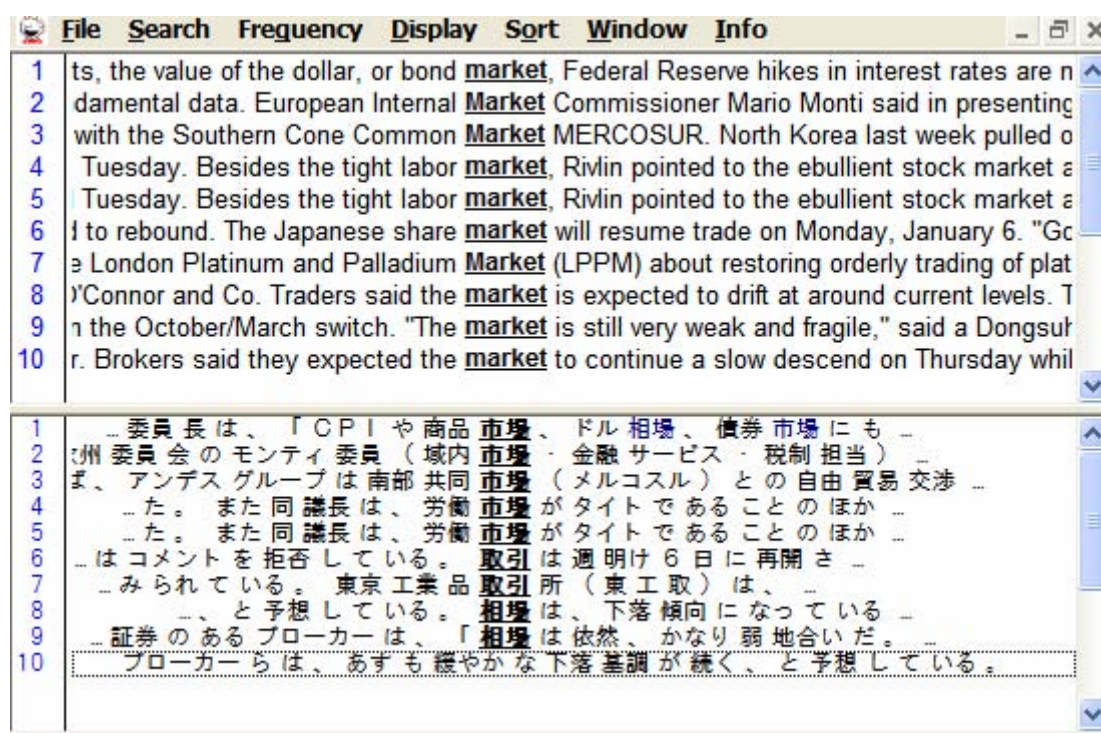 File Search Frequency Display Sort Window Info
1 ts, the value of the dollar, or bond market, Federal Reserve hikes in interest rates are n
2 damental data. European Internal Market Commissioner Mario Monti said in presenting
3 with the Southern Cone Common Market MERCOSUR. North Korea last week pulled o
4 Tuesday. Besides the tight labor market, Rivlin pointed to the ebullient stock market a
5 Tuesday. Besides the tight labor market, Rivlin pointed to the ebullient stock market a
6 d to rebound. The Japanese share market will resume trade on Monday, January 6. "Go
7 e London Platinum and Palladium Market (LPPM) about restoring orderly trading of plat
8 O'Connor and Co. Traders said the market is expected to drift at around current levels. T
9 n the October/March switch. "The market is still very weak and fragile," said a Dongsuh
10 r. Brokers said they expected the market to continue a slow descend on Thursday whil
1 … 委員 長 は 、 「 CPI や 商品 市場 、 ドル 相場 、 債券 市場 に も …
2 州 委員 会 の モンティ 委員 ( 域内 市場 ・ 金融 サービス ・ 税制 担当 ) …
3 ば 、 アンデス グループ は 南部 共同 市場 ( メルコスル ) と の 自由 貿易 交渉 …
4 … た 。 また 同 議長 は 、 労働 市場 が タイト で ある こと の ほか …
5 … た 。 また 同 議長 は 、 労働 市場 が タイト で ある こと の ほか …
6 … は コメント を 拒否 し て いる 。 取引 は 週 明け 6 日 に 再開 さ …
7 … み られ て いる 。 東京 工業 品 取引 所 ( 東 工 取 ) は 、 …
8 … 、 と 予想 し て いる 。 相場 は 、 下落 傾向 に なっ て いる …
9 … 証券 の ある ブローカー は 、 「 相場 は 依然 、 かなり 弱 地合い だ 。 …
10 ブローカー ら は 、 あす も 緩やか な 下落 基調 が 続く 、 と 予想 し て いる 。